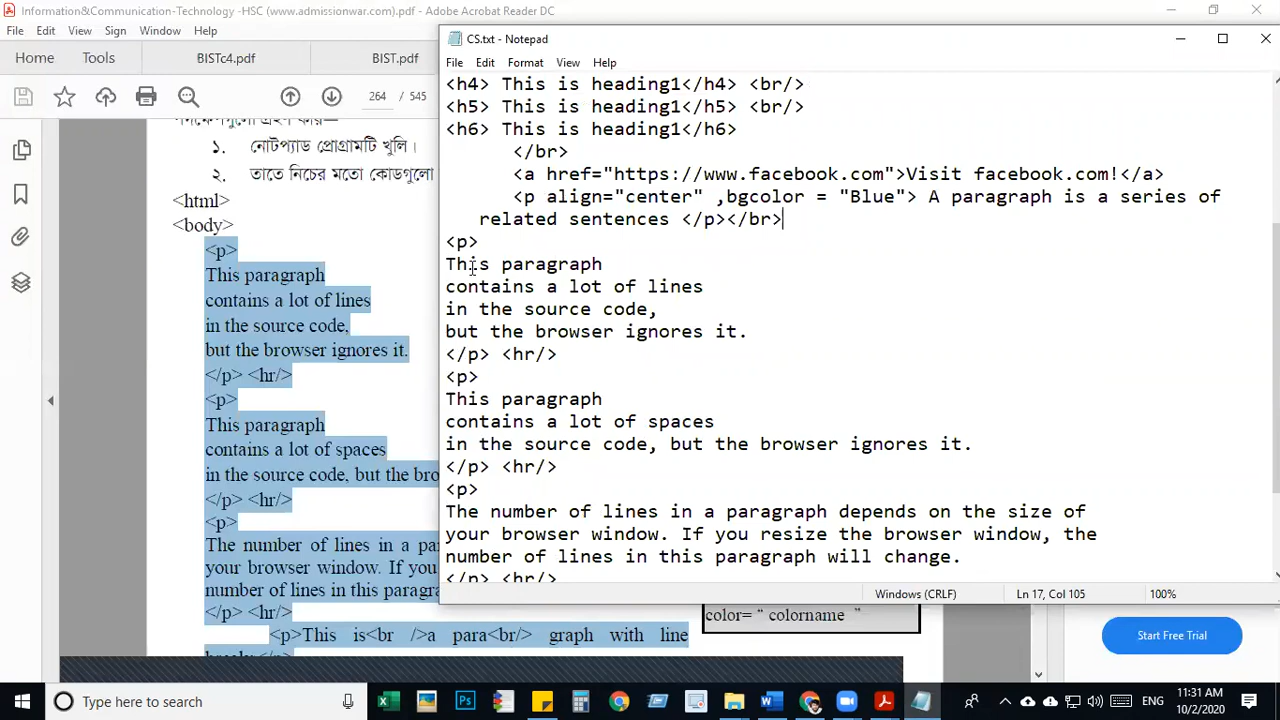 Information&Communication-Technology -HSC (www.admissionwar.com).pdf - Adobe Acrobat Reader DC
File Edit View Sign Window Help
Home Tools BISTc4.pdf BIST.pdf
264 / 545
১. নোটপ্যাড প্রোগ্রামটি খুলি।
২. তাতে নিচের মতো কোডগুলো
<html>
<body>
<p>
This paragraph
contains a lot of lines
in the source code,
but the browser ignores it.
</p> <hr/>
<p>
This paragraph
contains a lot of spaces
in the source code, but the bro
</p> <hr/>
<p>
The number of lines in a pa
your browser window. If you
number of lines in this paragra
</p> <hr/>
<p>This is<br />a para<br/> graph with line
color= “ colorname ”
Start Free Trial
CS.txt - Notepad
File Edit Format View Help
<h4> This is heading1</h4> <br/>
<h5> This is heading1</h5> <br/>
<h6> This is heading1</h6>
</br>
<a href="https://www.facebook.com">Visit facebook.com!</a>
<p align="center" ,bgcolor = "Blue"> A paragraph is a series of
related sentences </p></br>
<p>
This paragraph
contains a lot of lines
in the source code,
but the browser ignores it.
</p> <hr/>
<p>
This paragraph
contains a lot of spaces
in the source code, but the browser ignores it.
</p> <hr/>
<p>
The number of lines in a paragraph depends on the size of
your browser window. If you resize the browser window, the
number of lines in this paragraph will change.
</p> <hr/>
Windows (CRLF) Ln 17, Col 105 100%
Type here to search
ENG
11:31 AM
10/2/2020